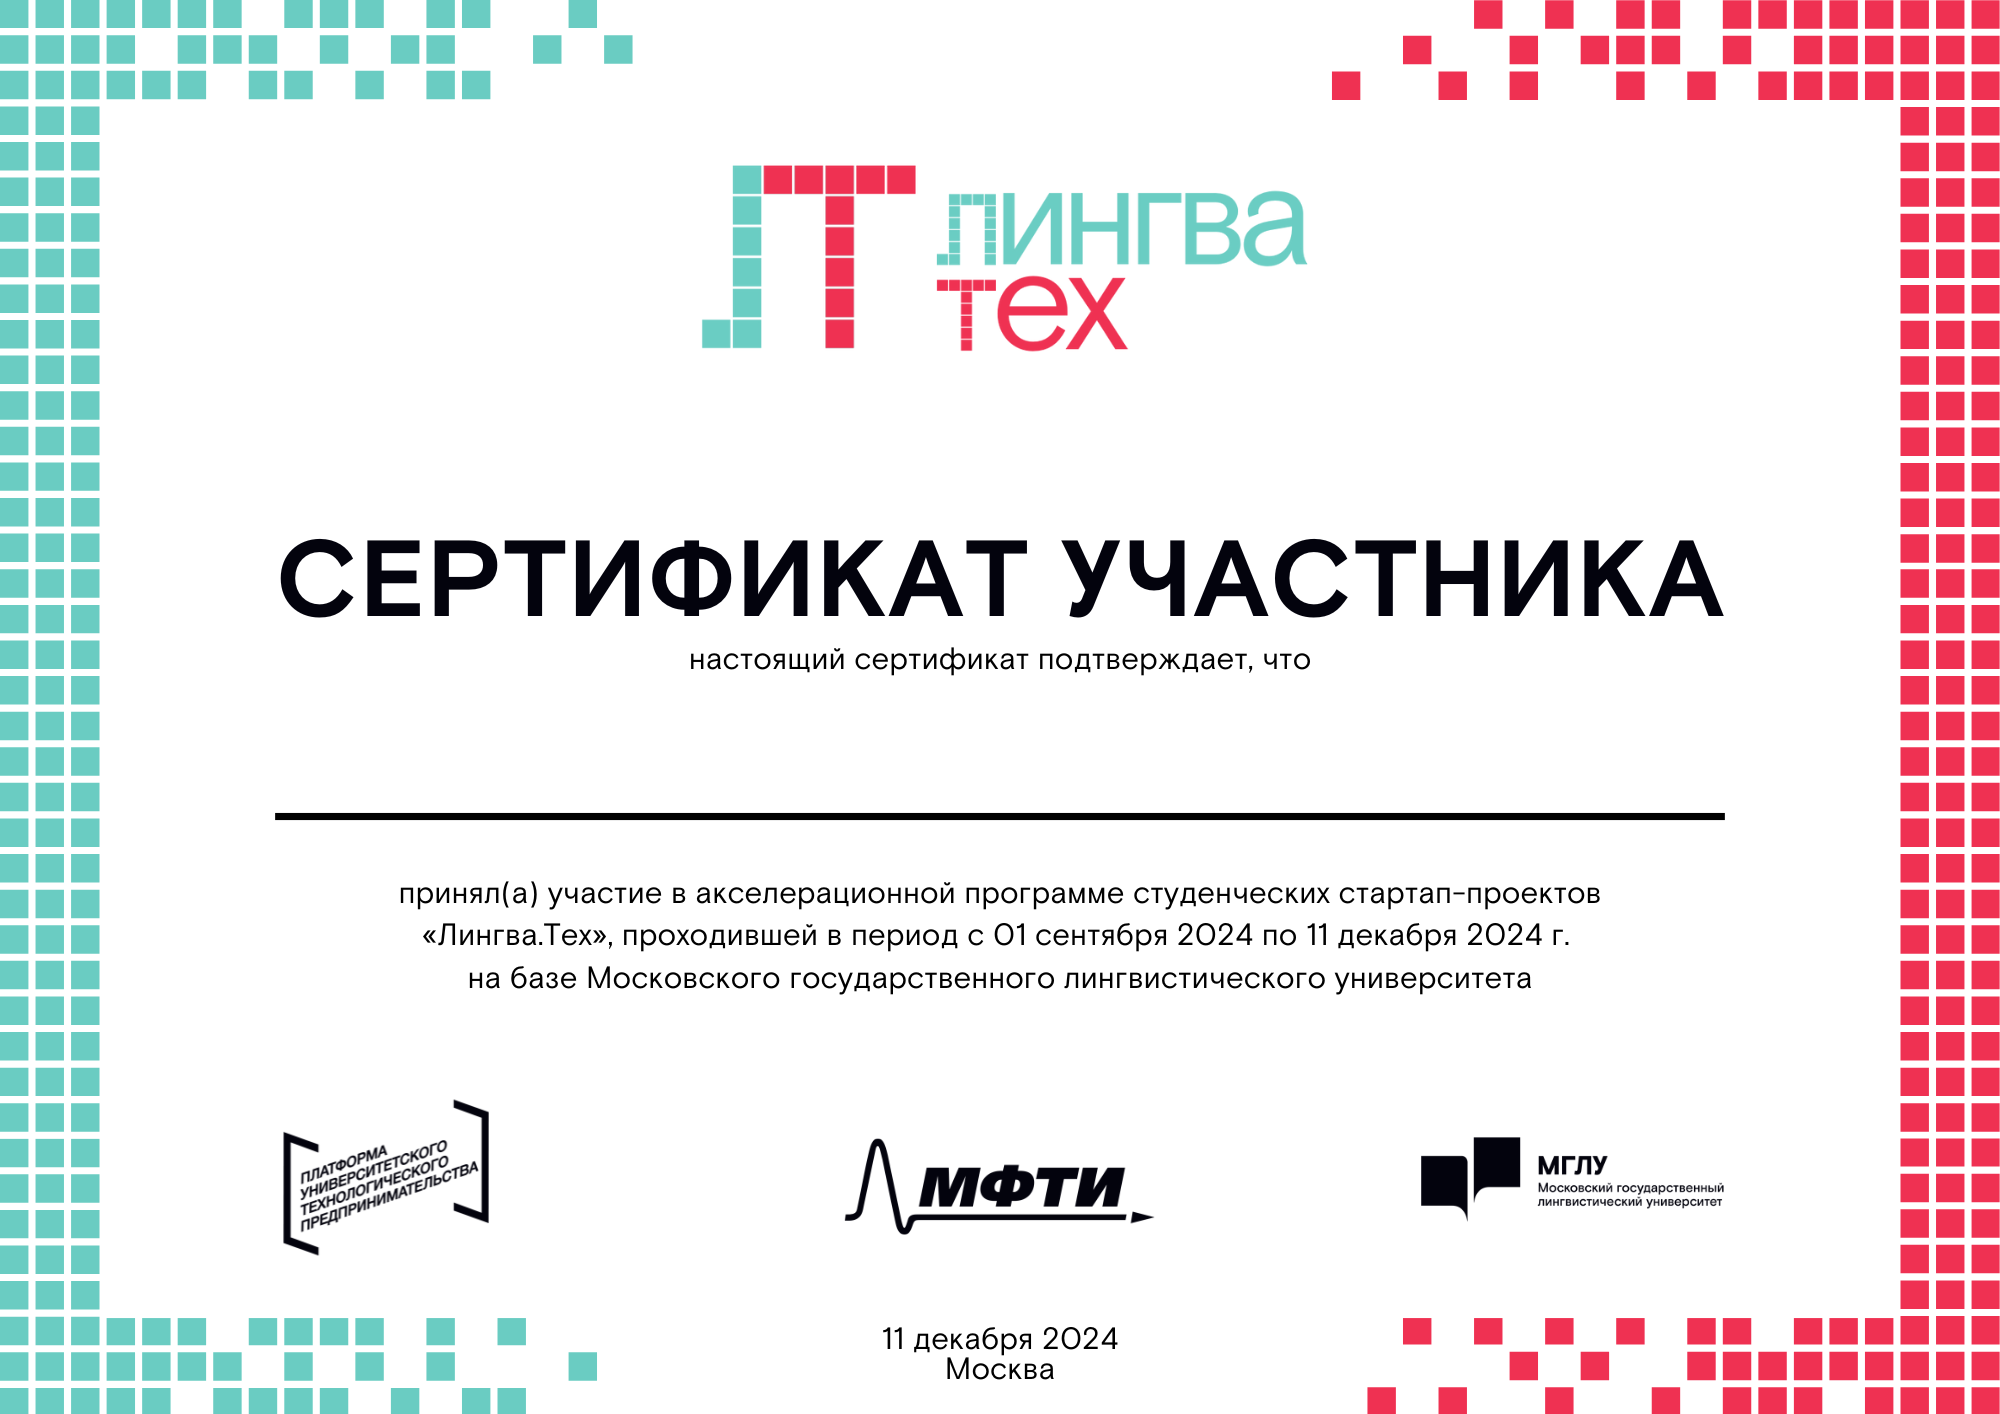 ЛТ лингва
тех
СЕРТИФИКАТ УЧАСТНИКА
настоящий сертификат подтверждает, что
принял(а) участие в акселерационной программе студенческих стартап-проектов
«Лингва.Тех», проходившей в период с 01 сентября 2024 по 11 декабря 2024 г.
на базе Московского государственного лингвистического университета
ПЛАТФОРМА
УНИВЕРСИТЕТСКОГО
ТЕХНОЛОГИЧЕСКОГО
ПРЕДПРИНИМАТЕЛЬСТВА
МФТИ
МГЛУ
Московский государственный
лингвистический университет
11 декабря 2024
Москва